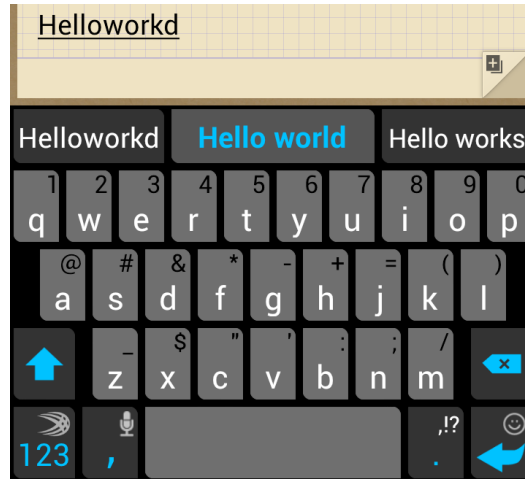 Helloworkd
Helloworkd Hello world Hello works
1 2 3 4 5 6 7 8 9 0
q w e r t y u i o p
@ # & * - + = ( )
a s d f g h j k l
_ $ " ' : ; /
z x c v b n m
,!?
123 , .